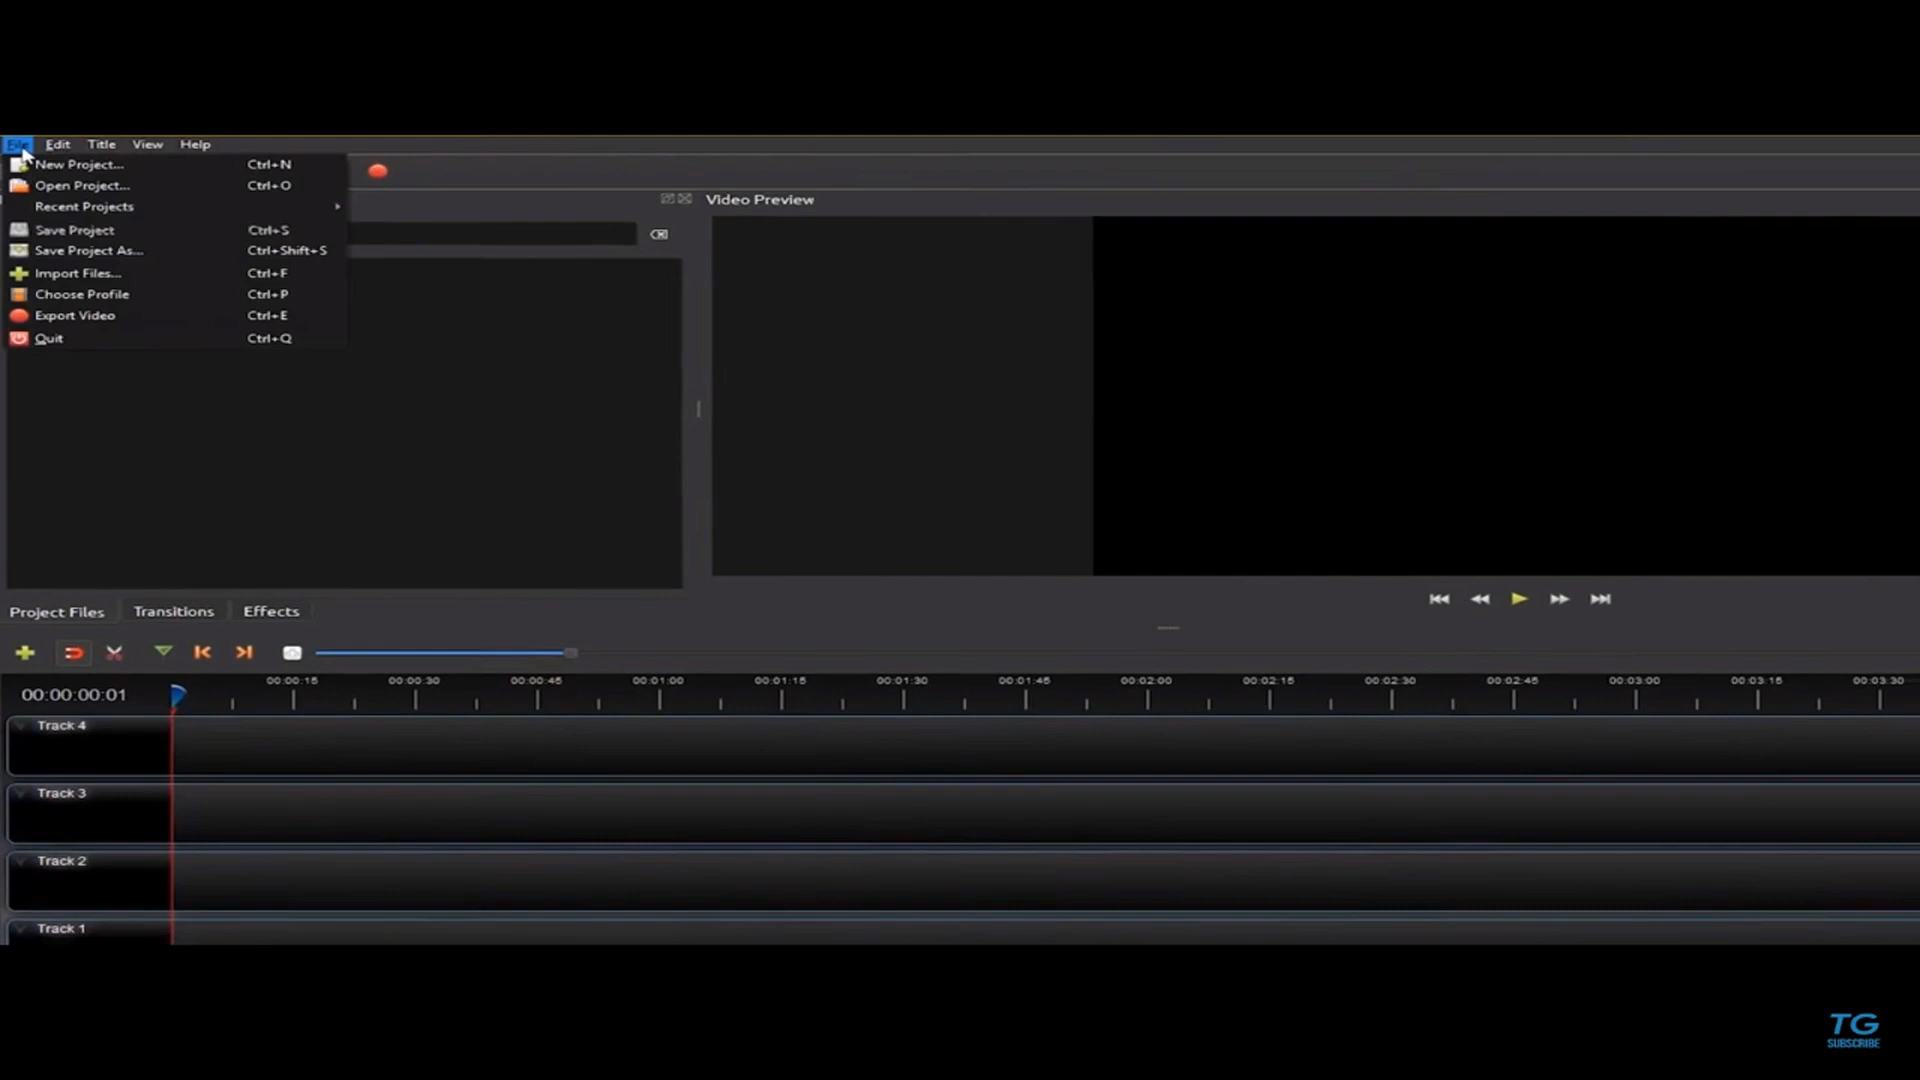 File Edit Title View Help
New Project... Ctrl+N
Open Project... Ctrl+O
Recent Projects
Save Project Ctrl+S
Save Project As... Ctrl+Shift+S
Import Files... Ctrl+F
Choose Profile Ctrl+P
Export Video Ctrl+E
Quit Ctrl+Q
Video Preview
Project Files Transitions Effects
00:00:00:01
00:00:15 00:00:30 00:00:45 00:01:00 00:01:15 00:01:30 00:01:45 00:02:00 00:02:15 00:02:30 00:02:45 00:03:00 00:03:15 00:03:30
Track 4
Track 3
Track 2
Track 1
TG
SUBSCRIBE